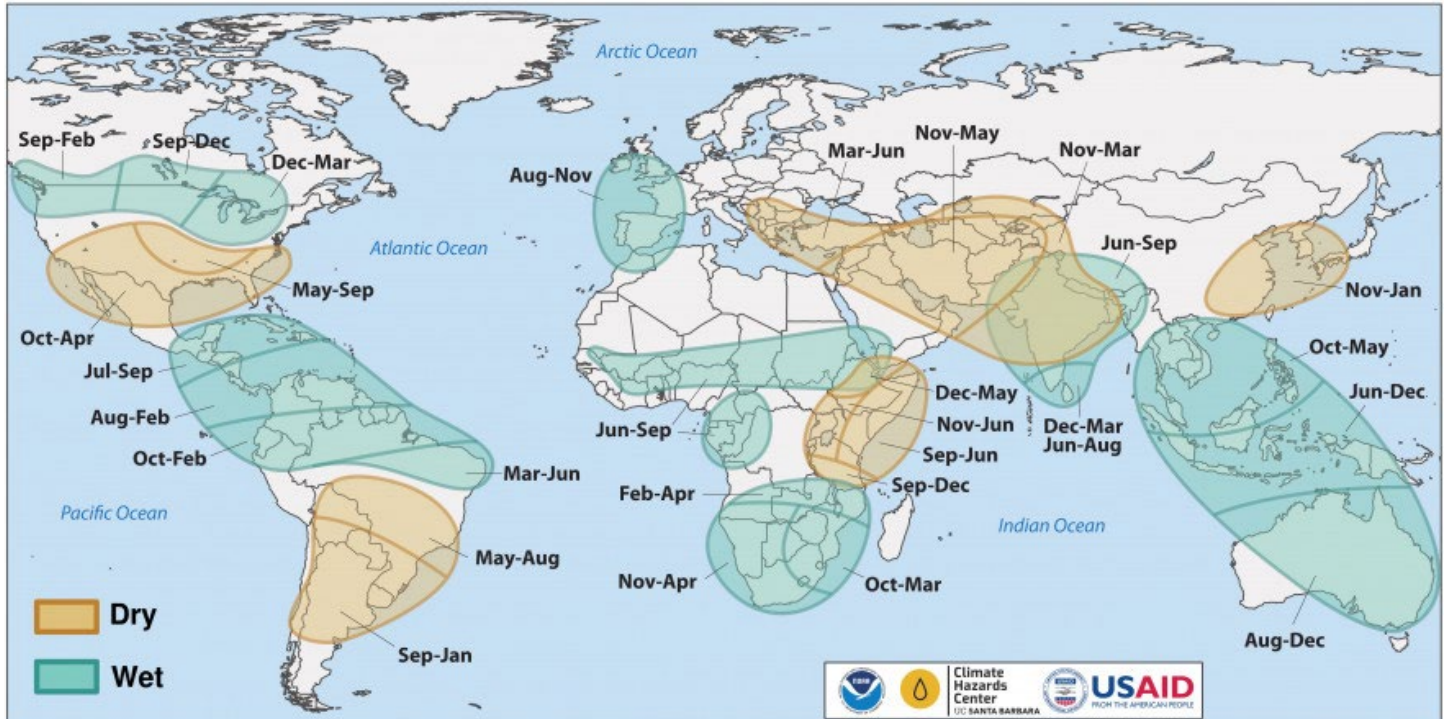 Arctic Ocean
Sep-Feb
Sep-Dec
Dec-Mar
Aug-Nov
Mar-Jun
Nov-May
Nov-Mar
Jun-Sep
Atlantic Ocean
Nov-Jan
May-Sep
Oct-Apr
Jul-Sep
Aug-Feb
Oct-Feb
Mar-Jun
Jun-Sep
Dec-May
Nov-Jun
Sep-Jun
Sep-Dec
Dec-Mar
Jun-Aug
Oct-May
Jun-Dec
Feb-Apr
Pacific Ocean
Indian Ocean
May-Aug
Nov-Apr
Oct-Mar
Sep-Jan
Aug-Dec
Dry
Wet
NOAA
Climate
Hazards
Center
UC SANTA BARBARA
USAID
FROM THE AMERICAN PEOPLE